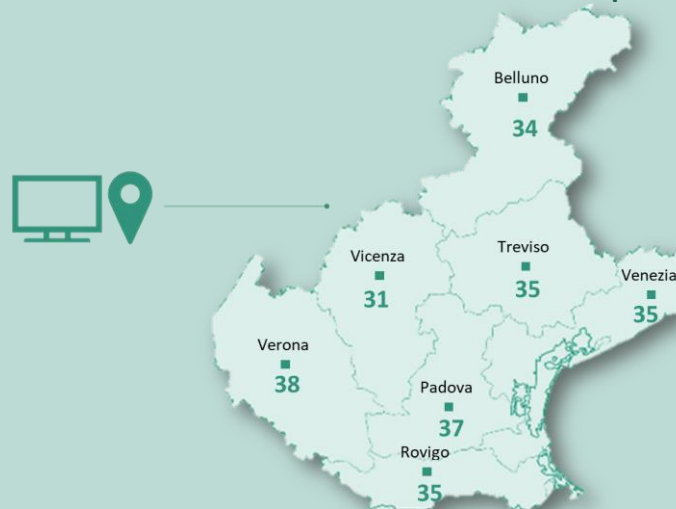 Belluno
34
Vicenza
31
Treviso
35
Venezia
35
Verona
38
Padova
37
Rovigo
35